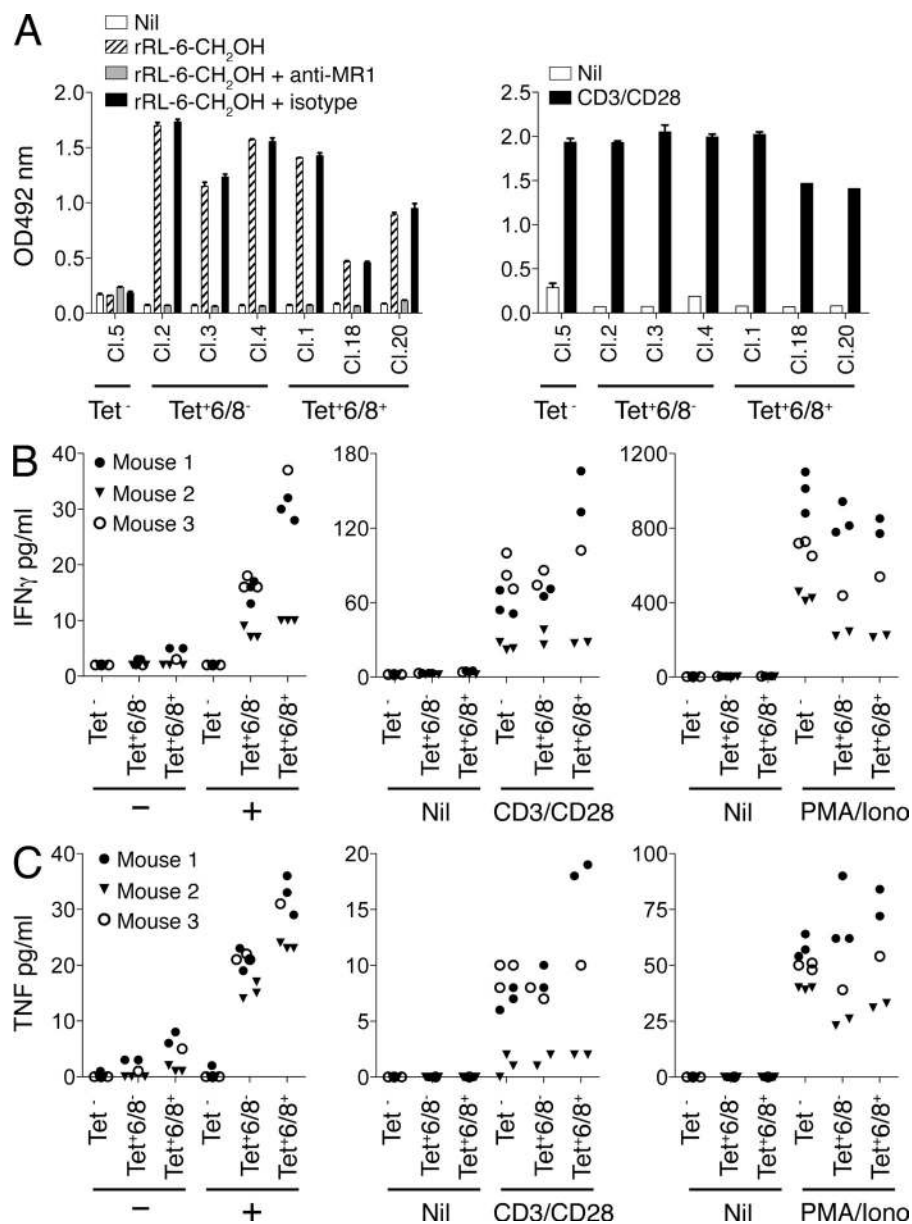 A
Nil
rRL-6-CH₂OH
rRL-6-CH₂OH + anti-MR1
rRL-6-CH₂OH + isotype
Nil
CD3/CD28
OD492 nm
2.0
1.5
1.0
0.5
0.0
2.5
2.0
1.5
1.0
0.5
0.0
Cl.5
Cl.2
Cl.3
Cl.4
Cl.1
Cl.18
Cl.20
Cl.5
Cl.2
Cl.3
Cl.4
Cl.1
Cl.18
Cl.20
Tet⁻
Tet⁺6/8⁻
Tet⁺6/8⁺
Tet⁻
Tet⁺6/8⁻
Tet⁺6/8⁺
B
Mouse 1
Mouse 2
Mouse 3
IFNγ pg/ml
40
30
20
10
0
180
120
60
0
1200
800
400
0
Tet⁻
Tet⁺6/8⁻
Tet⁺6/8⁺
Tet⁻
Tet⁺6/8⁻
Tet⁺6/8⁺
Tet⁻
Tet⁺6/8⁻
Tet⁺6/8⁺
Tet⁻
Tet⁺6/8⁻
Tet⁺6/8⁺
Tet⁻
Tet⁺6/8⁻
Tet⁺6/8⁺
Tet⁻
Tet⁺6/8⁻
Tet⁺6/8⁺
−
+
Nil
CD3/CD28
Nil
PMA/Iono
C
Mouse 1
Mouse 2
Mouse 3
TNF pg/ml
40
30
20
10
0
20
15
10
5
0
100
75
50
25
0
Tet⁻
Tet⁺6/8⁻
Tet⁺6/8⁺
Tet⁻
Tet⁺6/8⁻
Tet⁺6/8⁺
Tet⁻
Tet⁺6/8⁻
Tet⁺6/8⁺
Tet⁻
Tet⁺6/8⁻
Tet⁺6/8⁺
Tet⁻
Tet⁺6/8⁻
Tet⁺6/8⁺
Tet⁻
Tet⁺6/8⁻
Tet⁺6/8⁺
−
+
Nil
CD3/CD28
Nil
PMA/Iono